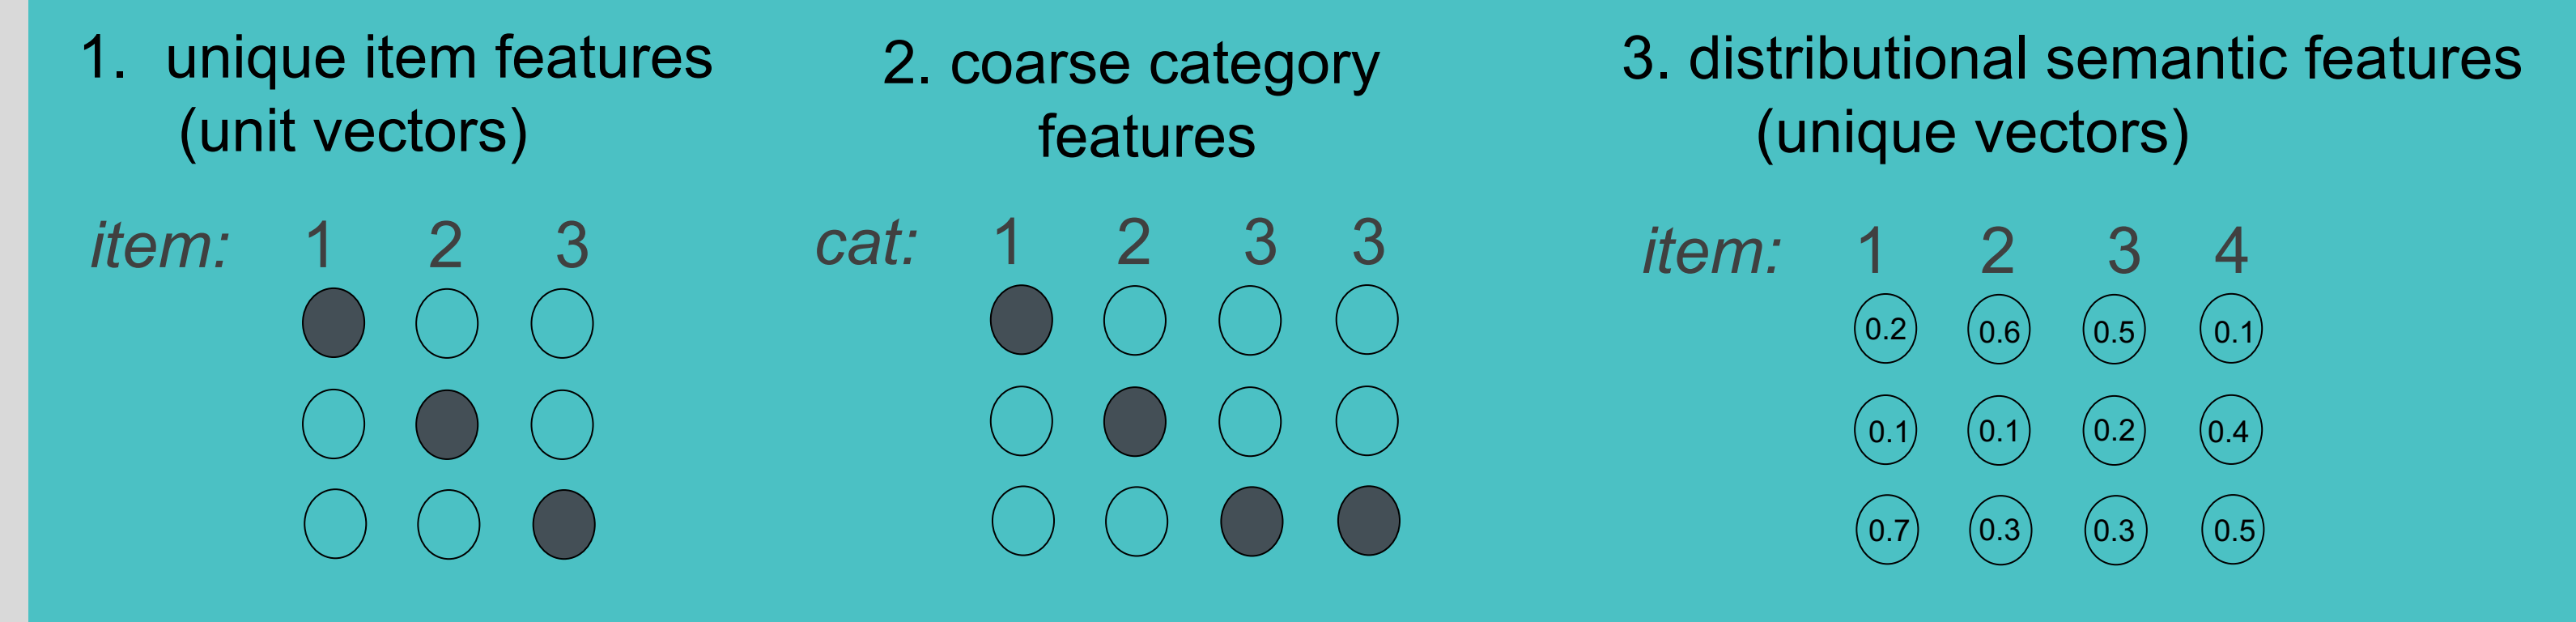 1. unique item features
(unit vectors)
item: 1 2 3
2. coarse category
features
cat: 1 2 3 3
3. distributional semantic features
(unique vectors)
item: 1 2 3 4
0.2 0.6 0.5 0.1
0.1 0.1 0.2 0.4
0.7 0.3 0.3 0.5